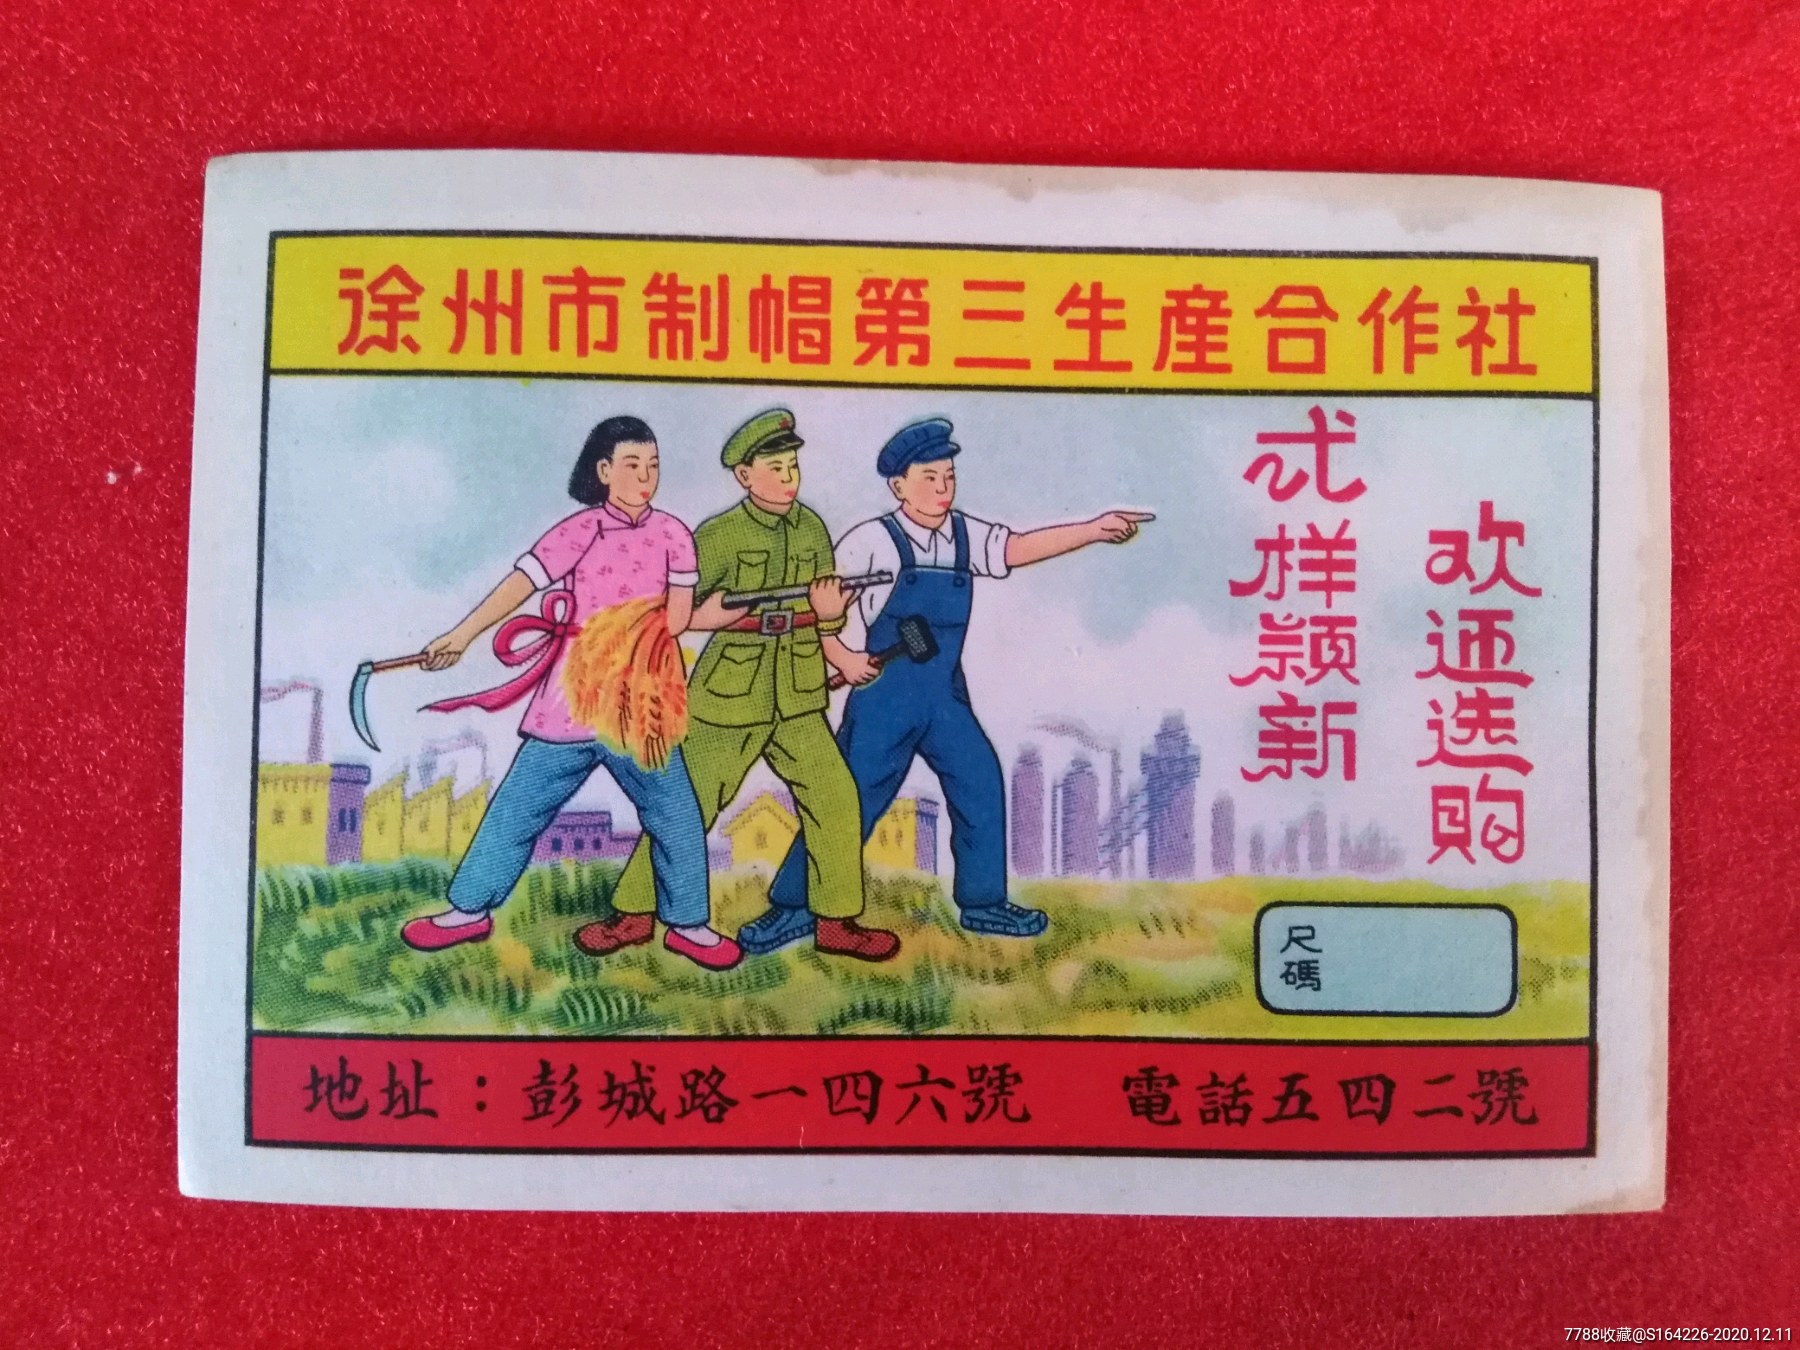 徐州市制帽第三生産合作社
式样颖新
欢迊选购
尺碼
地址：彭城路一四六號　電話五四二號
7788收藏@S164226-2020.12.11